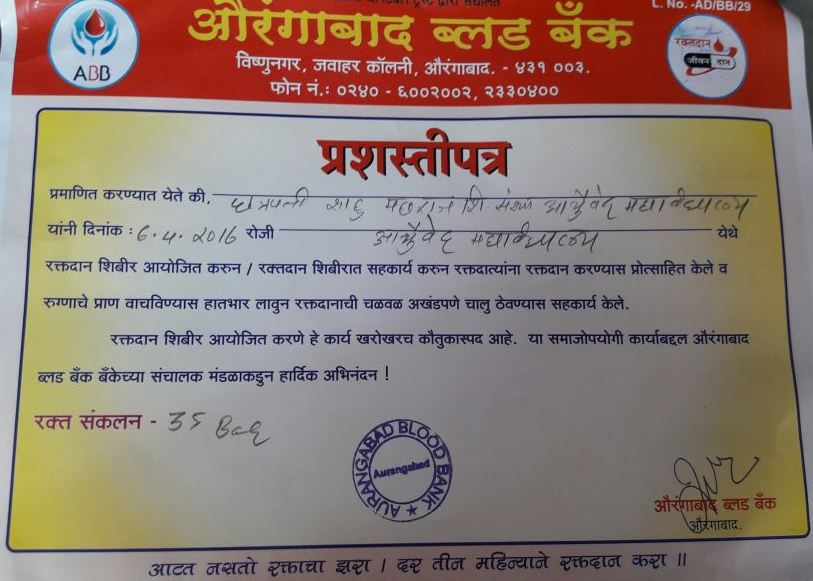 द्वारा संचालित
L. No. -AD/BB/29
औरंगाबाद ब्लड बँक
ABB
रक्तदान
जीवन दान
विष्णुनगर, जवाहर कॉलनी, औरंगाबाद. - ४३१ ००३.
फोन नं.: ०२४० - ६००२००२, २३३०४००
प्रशस्तीपत्र
प्रमाणित करण्यात येते की, छत्रपती शाहु महाराज शि संस्था आयुर्वेद महाविद्यालय
यांनी दिनांक : 6.4.2016 रोजी आयुर्वेद महाविद्यालय येथे
रक्तदान शिबीर आयोजित करुन / रक्तदान शिबीरात सहकार्य करुन रक्तदात्यांना रक्तदान करण्यास प्रोत्साहित केले व
रुग्णाचे प्राण वाचविण्यास हातभार लावुन रक्तदानाची चळवळ अखंडपणे चालु ठेवण्यास सहकार्य केले.
रक्तदान शिबीर आयोजित करणे हे कार्य खरोखरच कौतुकास्पद आहे. या समाजोपयोगी कार्याबद्दल औरंगाबाद
ब्लड बँक बँकेच्या संचालक मंडळाकडुन हार्दिक अभिनंदन !
रक्त संकलन - 35 Bag
AURANGABAD BLOOD BANK
Aurangabad
औरंगाबाद ब्लड बँक
औरंगाबाद.
आटत नसतो रक्ताचा झरा । दर तीन महिन्याने रक्तदान करा ॥